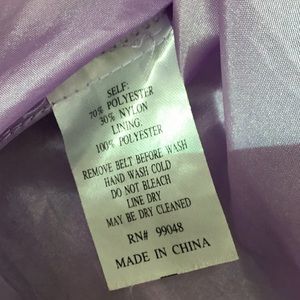 SELF:
70% POLYESTER
30% NYLON
LINING:
100% POLYESTER
REMOVE BELT BEFORE WASH
HAND WASH COLD
DO NOT BLEACH
LINE DRY
MAY BE DRY CLEANED
RN# 99048
MADE IN CHINA